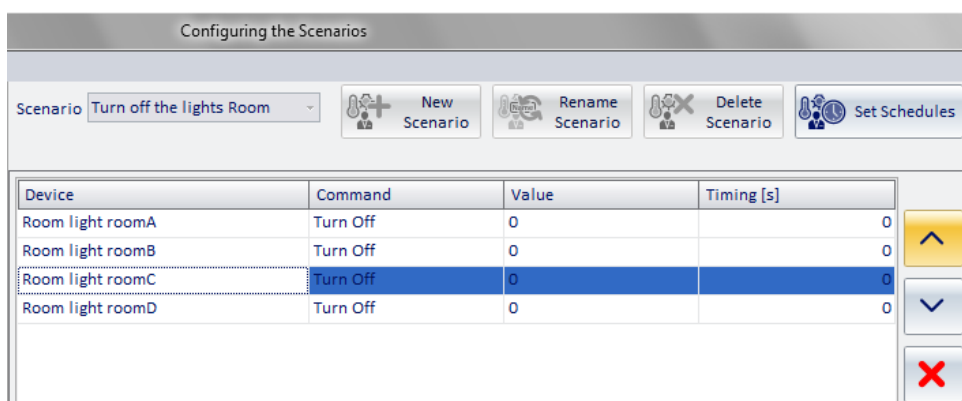 Configuring the Scenarios
Scenario Turn off the lights Room New Scenario Rename Scenario Delete Scenario Set Schedules
Device Command Value Timing [s]
Room light roomA Turn Off 0 0
Room light roomB Turn Off 0 0
Room light roomC Turn Off 0 0
Room light roomD Turn Off 0 0